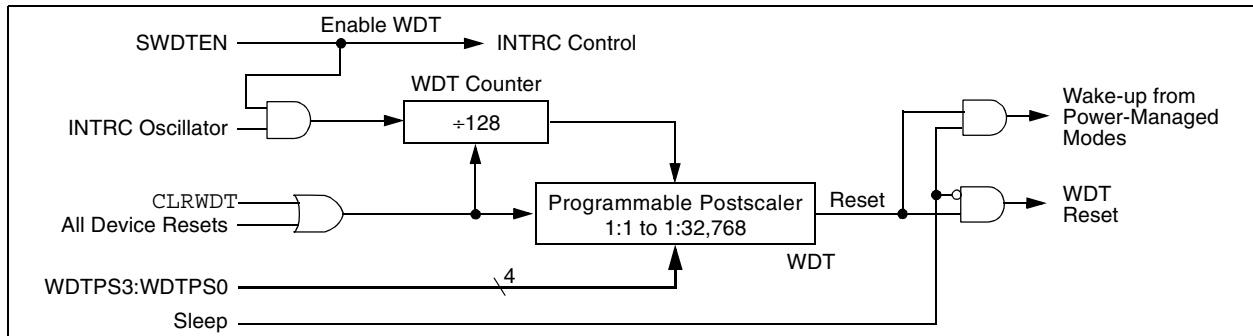 Enable WDT
SWDTEN
INTRC Control
WDT Counter
INTRC Oscillator
÷128
Wake-up from
Power-Managed
Modes
CLRWDT
All Device Resets
Programmable Postscaler
1:1 to 1:32,768
Reset
WDT
Reset
WDT
4
WDTPS3:WDTPS0
Sleep